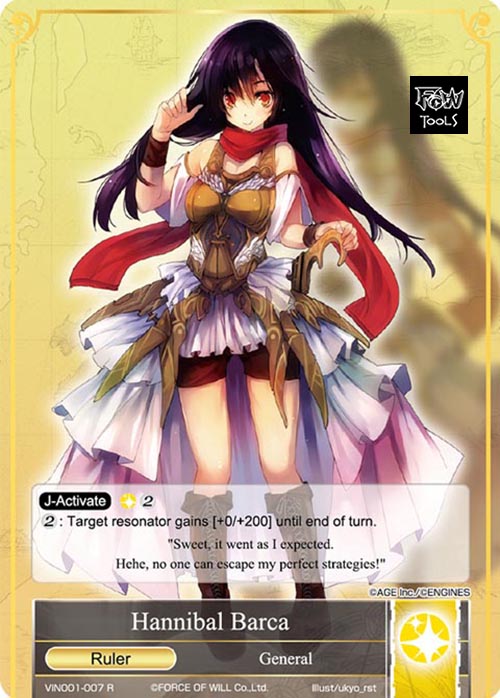 FOW
TOOLS
J-Activate 2
2 : Target resonator gains [+0/+200] until end of turn.
"Sweet, it went as I expected.
Hehe, no one can escape my perfect strategies!"
©AGE Inc./©ENGINES
Hannibal Barca
Ruler General
VIN001-007 R ©FORCE OF WILL Co.,Ltd. Illust/ukyo_rst